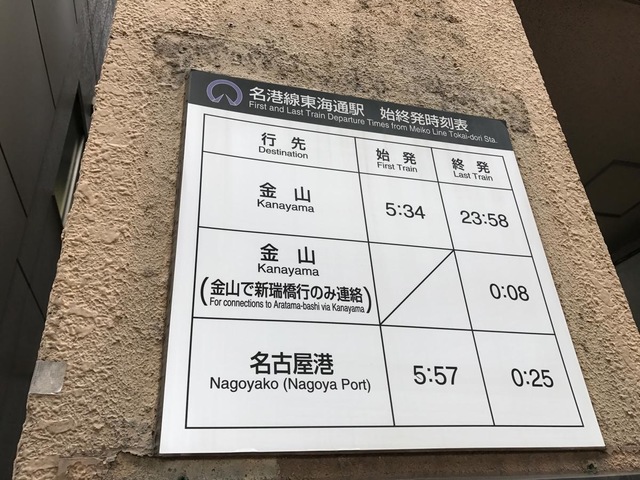 名港線東海通駅 始終発時刻表
First and Last Train Departure Times from Meiko Line Tokai-dori Sta.
行先 始発 終発
Destination First Train Last Train
金山
Kanayama 5:34 23:58
金山
Kanayama
(金山で新瑞橋行のみ連絡) 0:08
For connections to Aratama-bashi via Kanayama
名古屋港
Nagoyako (Nagoya Port) 5:57 0:25